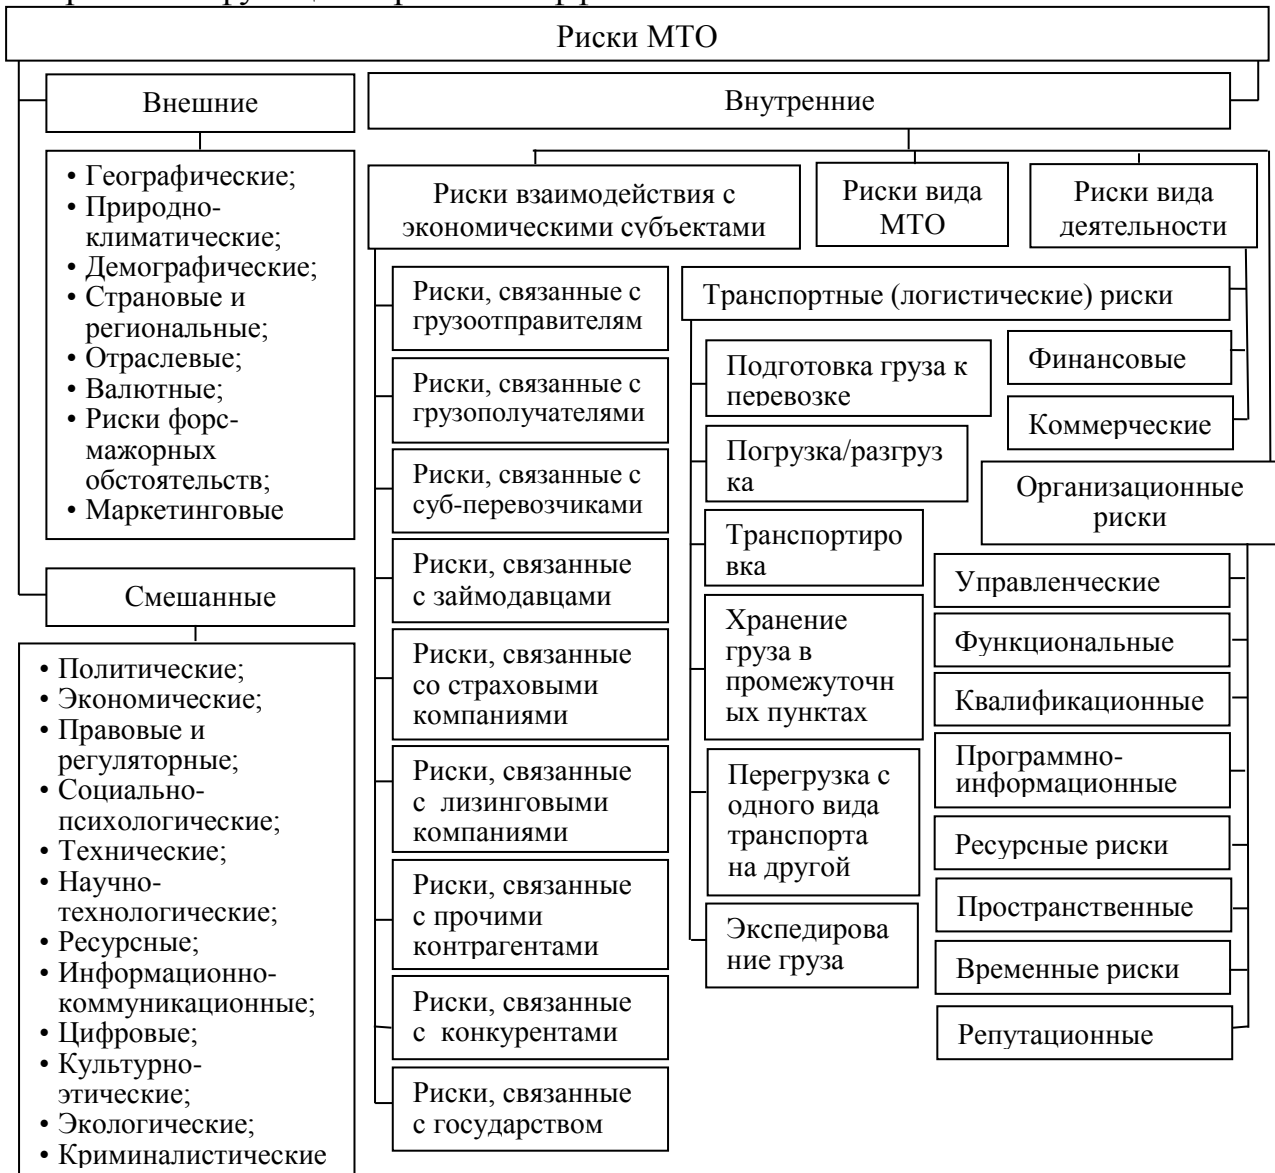 Риски МТО
Внешние
• Географические;
• Природно-
климатические;
• Демографические;
• Страновые и
региональные;
• Отраслевые;
• Валютные;
• Риски форс-
мажорных
обстоятельств;
• Маркетинговые
Смешанные
• Политические;
• Экономические;
• Правовые и
регуляторные;
• Социально-
психологические;
• Технические;
• Научно-
технологические;
• Ресурсные;
• Информационно-
коммуникационные;
• Цифровые;
• Культурно-
этические;
• Экологические;
• Криминалистические
Внутренние
Риски взаимодействия с
экономическими субъектами
Риски, связанные с
грузоотправителям
Риски, связанные с
грузополучателями
Риски, связанные с
суб-перевозчиками
Риски, связанные
с займодавцами
Риски, связанные
со страховыми
компаниями
Риски, связанные
с лизинговыми
компаниями
Риски, связанные
с прочими
контрагентами
Риски, связанные
с конкурентами
Риски, связанные
с государством
Риски вида
МТО
Риски вида
деятельности
Транспортные (логистические) риски
Подготовка груза к
перевозке
Погрузка/разгруз
ка
Транспортиро
вка
Хранение
груза в
промежуточн
ых пунктах
Перегрузка с
одного вида
транспорта
на другой
Экспедирова
ние груза
Финансовые
Коммерческие
Организационные
риски
Управленческие
Функциональные
Квалификационные
Программно-
информационные
Ресурсные риски
Пространственные
Временные риски
Репутационные